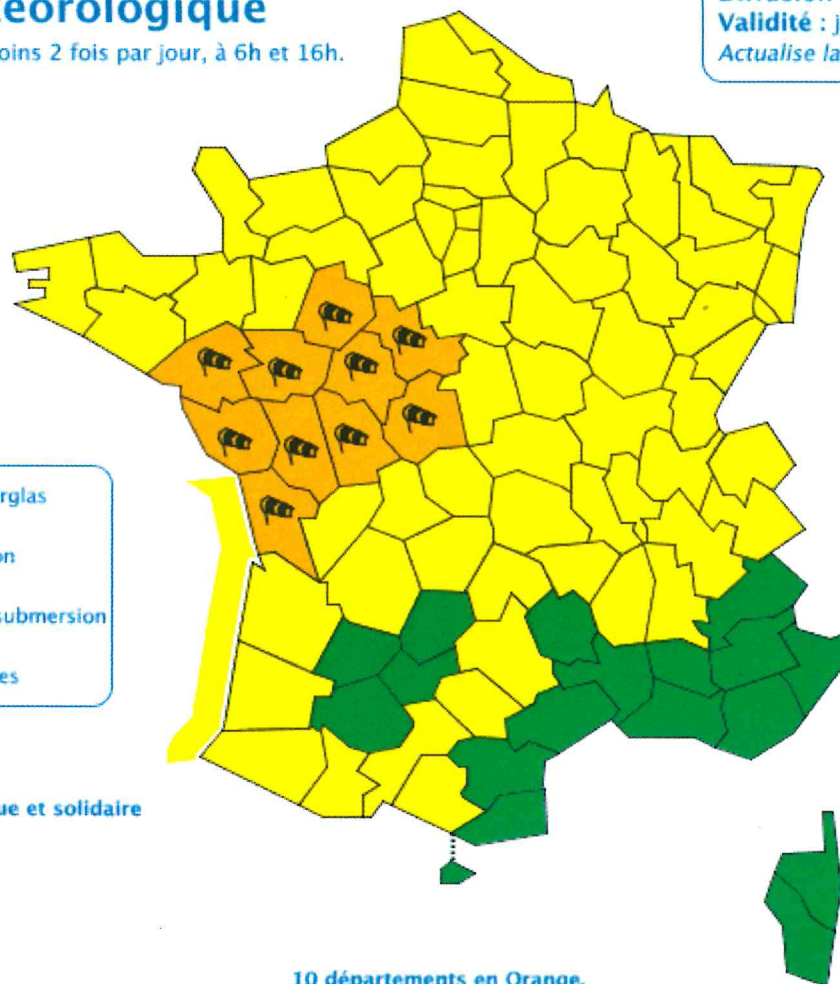 téorologique
oins 2 fois par jour, à 6h et 16h.
Validité : j
Actualise la
rglas
on
submersion
es
ue et solidaire
10 départements en Orange.